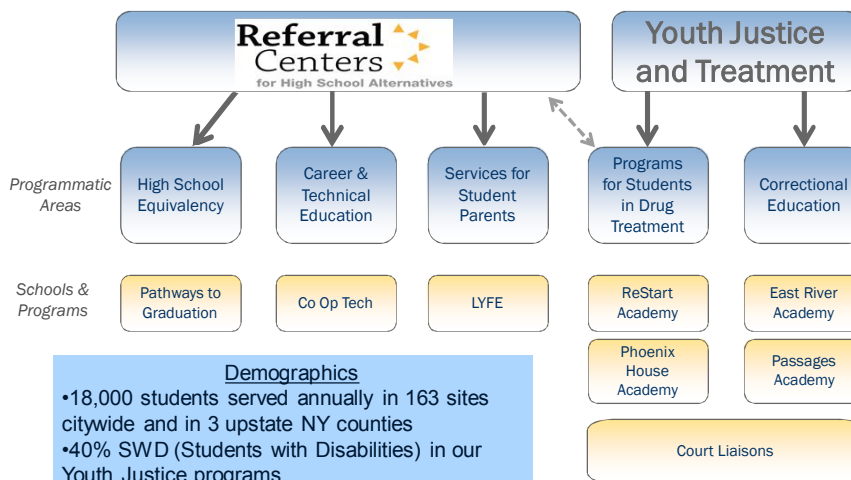 Referral
Centers
for High School Alternatives
Youth Justice
and Treatment
Programmatic
Areas
High School
Equivalency
Career &
Technical
Education
Services for
Student
Parents
Programs
for Students
in Drug
Treatment
Correctional
Education
Schools &
Programs
Pathways to
Graduation
Co Op Tech
LYFE
ReStart
Academy
East River
Academy
Phoenix
House
Academy
Passages
Academy
Court Liaisons
Demographics
•18,000 students served annually in 163 sites
citywide and in 3 upstate NY counties
•40% SWD (Students with Disabilities) in our
Youth Justice programs